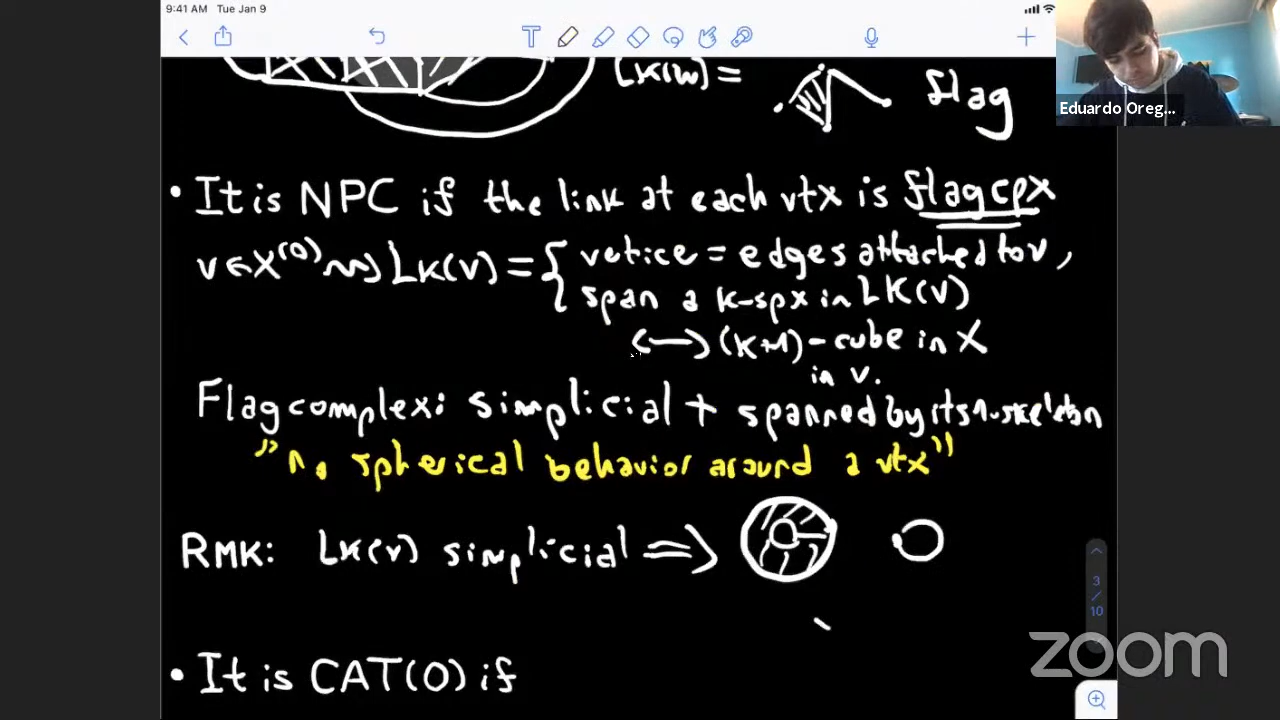 9:41 AM Tue Jan 9
Eduardo Oreg...
LK(w) = flag
• It is NPC if the link at each vtx is flag cpx
v ∈ X^(0) ⇝ LK(v) = { vetice = edges attached to v,
span a k-spx in LK(v)
⟷ (k+1)-cube in X
in v.
Flag complex: simplicial + spanned by its 1-skeleton
"no spherical behavior around a vtx"
RMK: LK(v) simplicial ⟹
• It is CAT(0) if
3
/
10
zoom